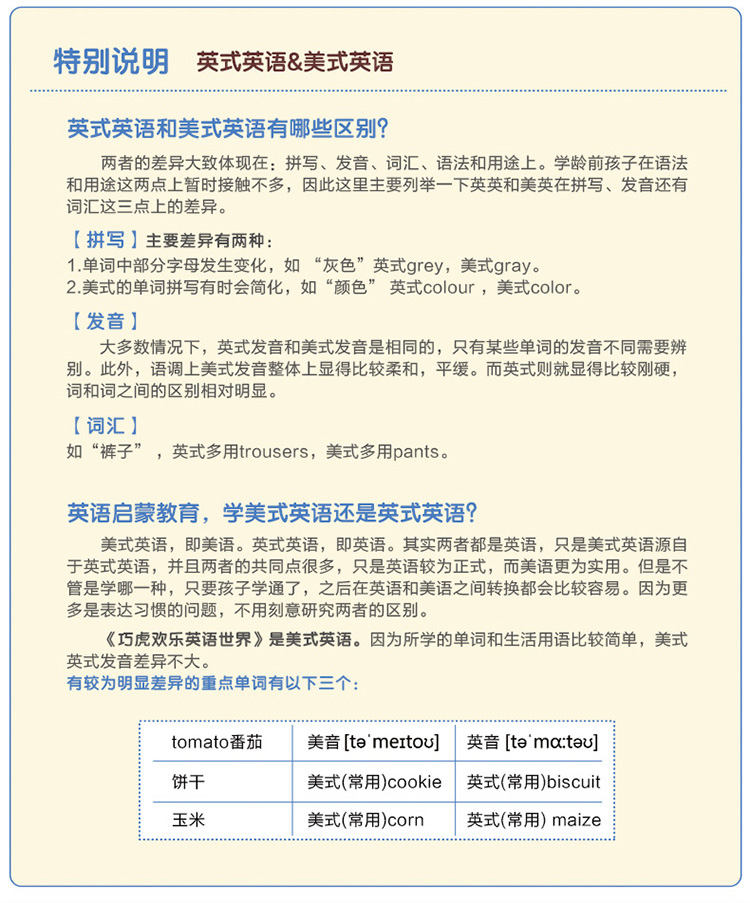 特别说明 英式英语&美式英语
英式英语和美式英语有哪些区别?
两者的差异大致体现在：拼写、发音、词汇、语法和用途上。学龄前孩子在语法
和用途这两点上暂时接触不多，因此这里主要列举一下英英和美英在拼写、发音还有
词汇这三点上的差异。
【拼写】主要差异有两种：
1.单词中部分字母发生变化，如 “灰色”英式grey，美式gray。
2.美式的单词拼写有时会简化，如“颜色” 英式colour ，美式color。
【发音】
大多数情况下，英式发音和美式发音是相同的，只有某些单词的发音不同需要辨
别。此外，语调上美式发音整体上显得比较柔和，平缓。而英式则就显得比较刚硬，
词和词之间的区别相对明显。
【词汇】
如“裤子” ，英式多用trousers，美式多用pants。
英语启蒙教育，学美式英语还是英式英语?
美式英语，即美语。英式英语，即英语。其实两者都是英语，只是美式英语源自
于英式英语，并且两者的共同点很多，只是英语较为正式，而美语更为实用。但是不
管是学哪一种，只要孩子学通了，之后在英语和美语之间转换都会比较容易。因为更
多是表达习惯的问题，不用刻意研究两者的区别。
《巧虎欢乐英语世界》是美式英语。因为所学的单词和生活用语比较简单，美式
英式发音差异不大。
有较为明显差异的重点单词有以下三个：
tomato番茄 美音 [təˈmeɪtoʊ] 英音 [təˈmɑːtəʊ]
饼干 美式(常用)cookie 英式(常用)biscuit
玉米 美式(常用)corn 英式(常用) maize